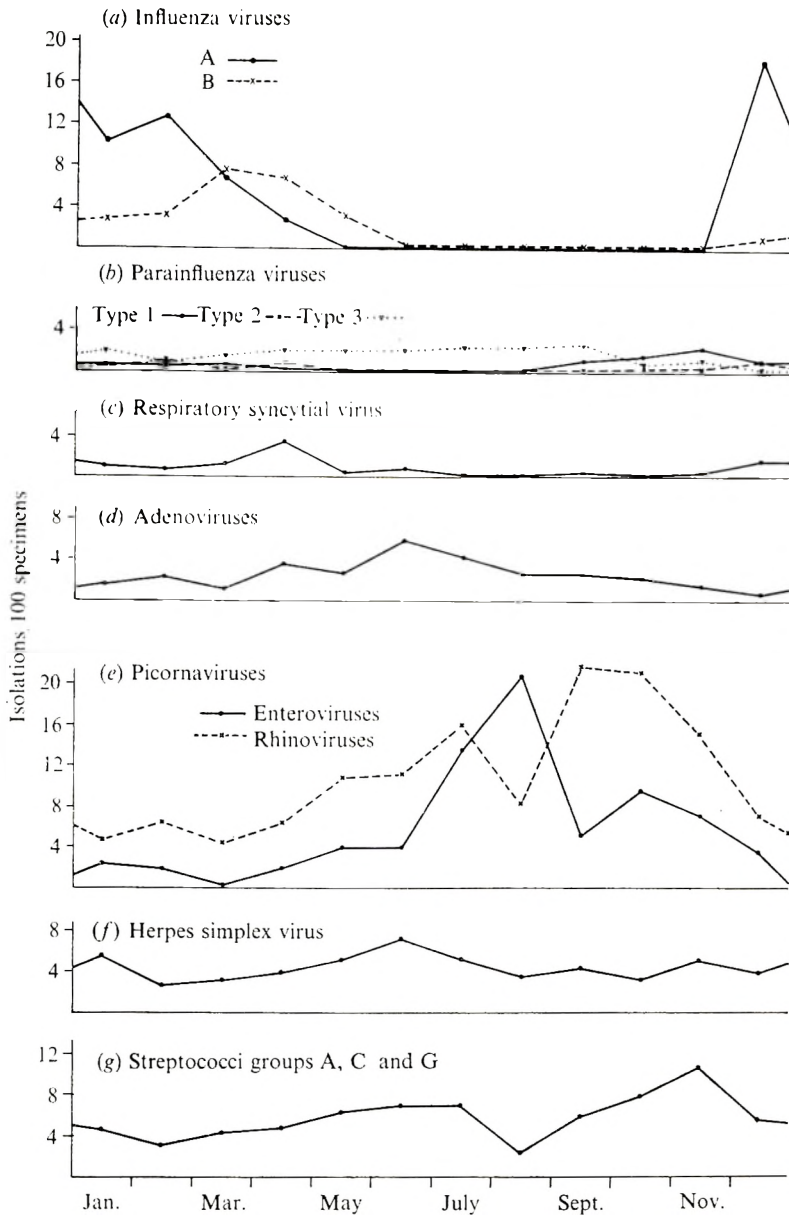 (a) Influenza viruses
20
A
B
16
12
8
4
(b) Parainfluenza viruses
Type 1 Type 2 Type 3
4
(c) Respiratory syncytial virus
4
(d) Adenoviruses
8
4
Isolations 100 specimens
(e) Picornaviruses
20
Enteroviruses
Rhinoviruses
16
12
8
4
(f) Herpes simplex virus
8
4
(g) Streptococci groups A, C and G
12
8
4
Jan. Mar. May July Sept. Nov.